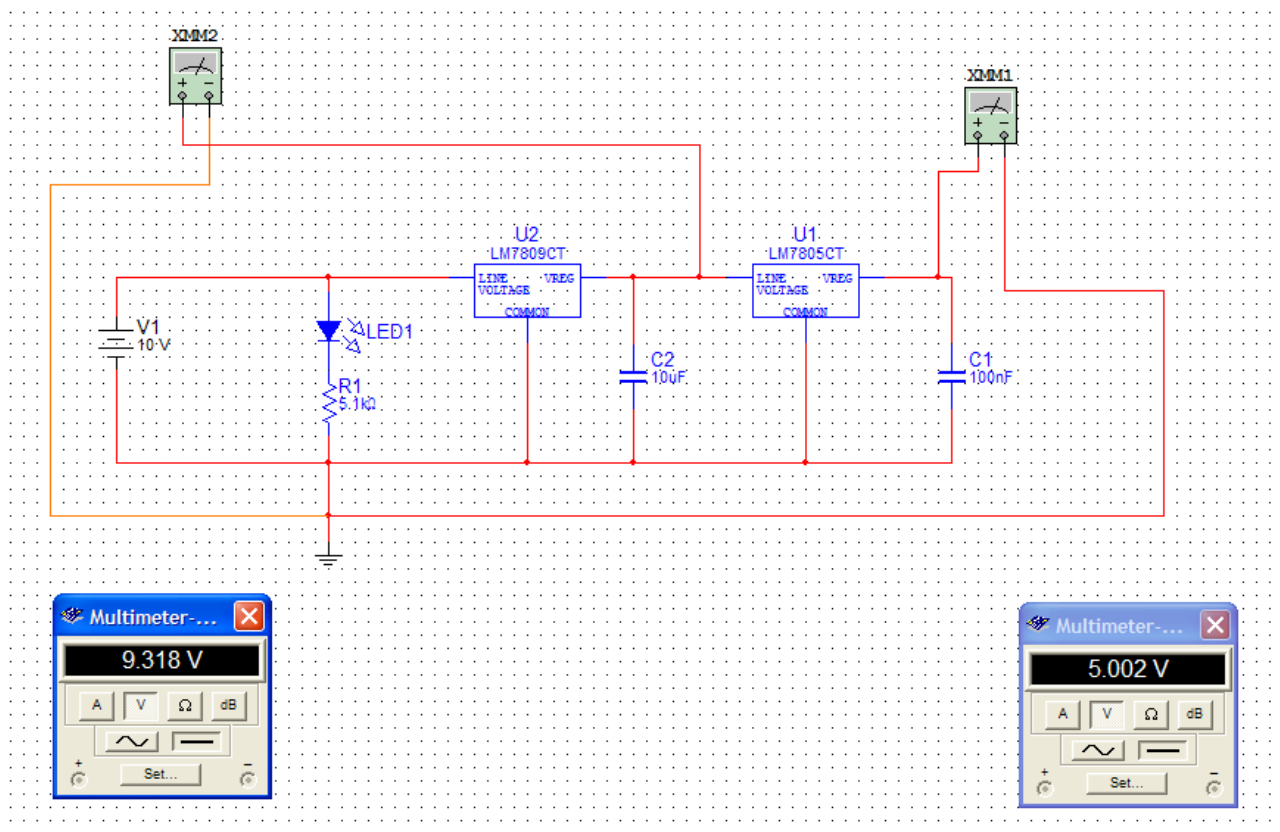 XMM2
+ −
XMM1
+ −
U2
LM7809CT
LINE VREG
VOLTAGE
COMMON
U1
LM7805CT
LINE VREG
VOLTAGE
COMMON
V1
10 V
LED1
R1
5.1kΩ
C2
10uF
C1
100nF
Multimeter-...
9.318 V
A V Ω dB
+ −
Set...
Multimeter-...
5.002 V
A V Ω dB
+ −
Set...